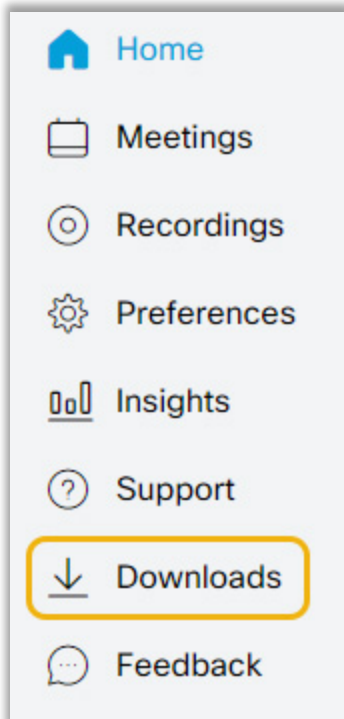 Home
Meetings
Recordings
Preferences
Insights
Support
Downloads
Feedback